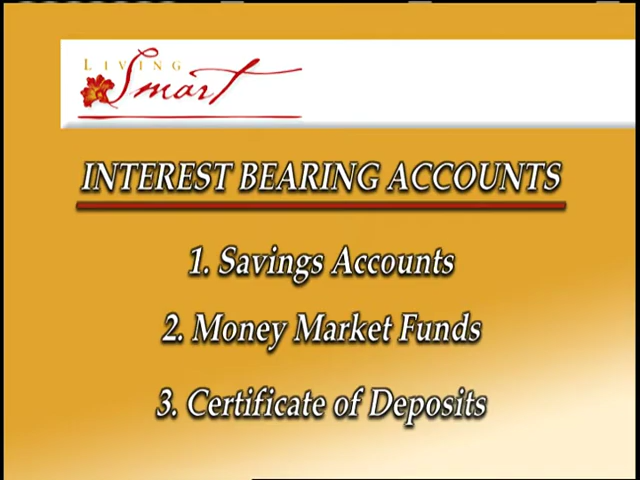 LIVING
Smart
INTEREST BEARING ACCOUNTS
1. Savings Accounts
2. Money Market Funds
3. Certificate of Deposits